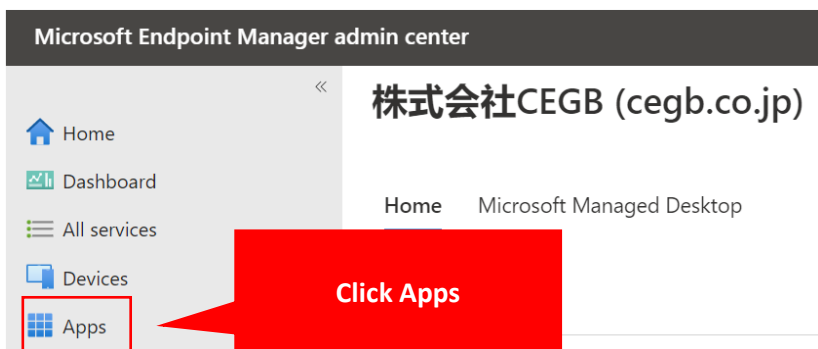 Microsoft Endpoint Manager admin center
«
株式会社CEGB (cegb.co.jp)
Home
Dashboard
All services
Devices
Apps
Home Microsoft Managed Desktop
Click Apps